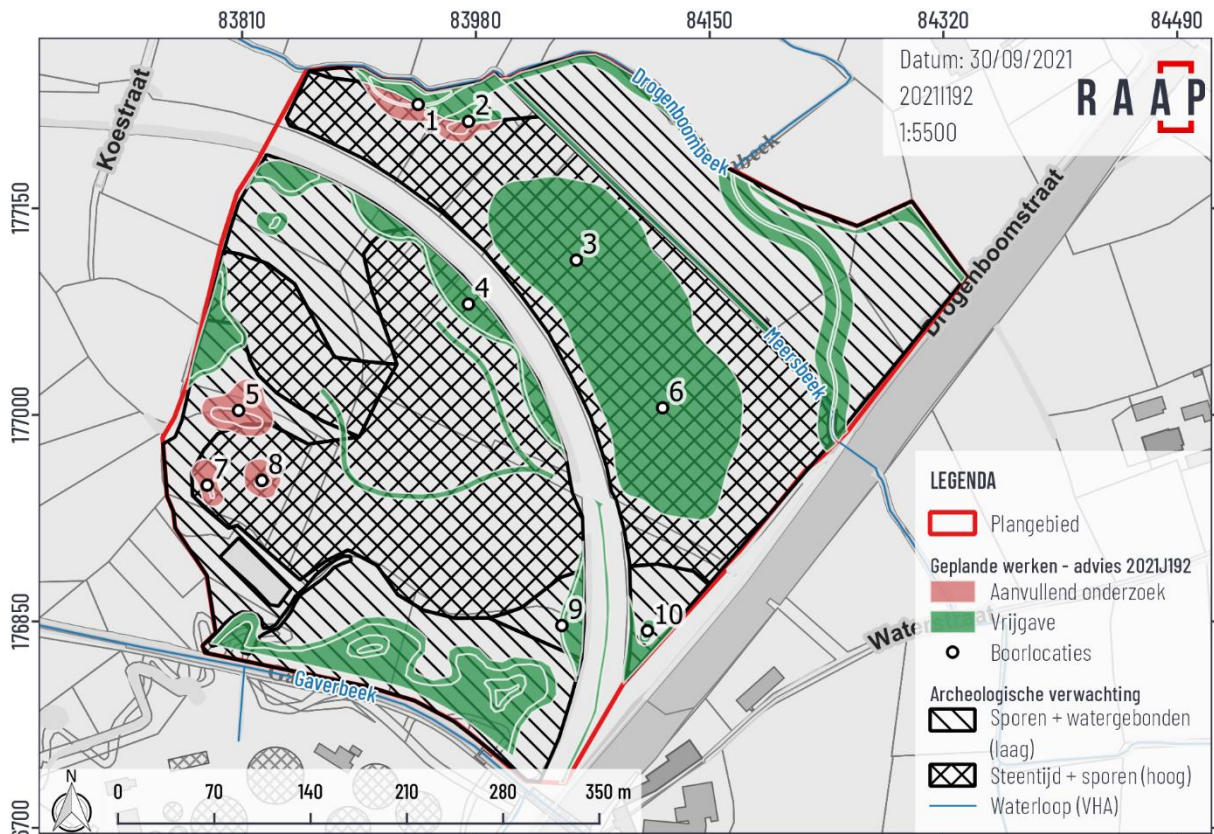 83810
83980
84150
84320
84490
Datum: 30/09/2021
2021I192
1:5500
RAAP
Koestraat
Drogenboombeek
beek
Drogenboomstraat
Meersbeek
Waterstraat
Gaverbeek
177150
177000
176850
6700
1
2
3
4
5
6
7
8
9
10
LEGENDA
Plangebied
Geplande werken - advies 2021J192
Aanvullend onderzoek
Vrijgave
Boorlocaties
Archeologische verwachting
Sporen + watergebonden
(laag)
Steentijd + sporen (hoog)
Waterloop (VHA)
N
0 70 140 210 280 350 m